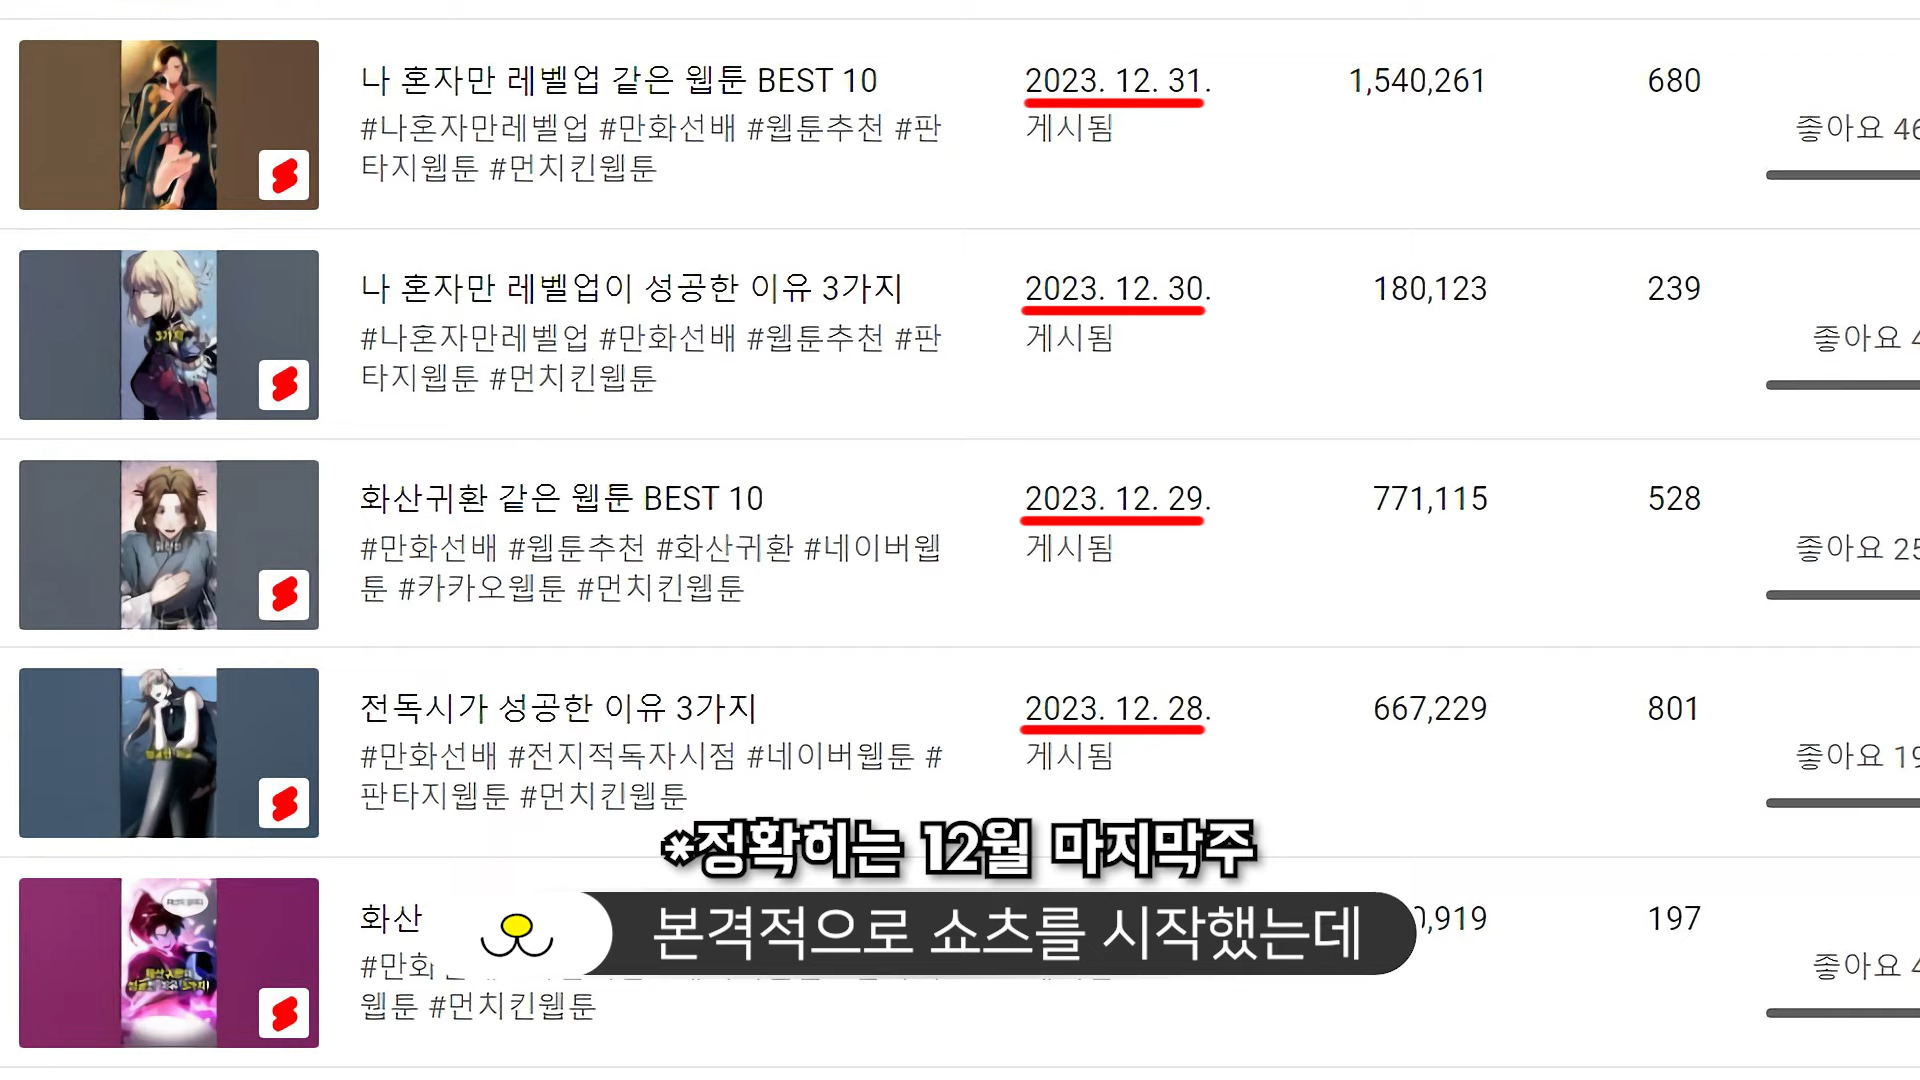 나 혼자만 레벨업 같은 웹툰 BEST 10
2023. 12. 31.
1,540,261
680
#나혼자만레벨업 #만화선배 #웹툰추천 #판
게시됨
좋아요 46
타지웹툰 #먼치킨웹툰
나 혼자만 레벨업이 성공한 이유 3가지
2023. 12. 30.
180,123
239
#나혼자만레벨업 #만화선배 #웹툰추천 #판
게시됨
좋아요 4
타지웹툰 #먼치킨웹툰
3가지
화산귀환 같은 웹툰 BEST 10
2023. 12. 29.
771,115
528
#만화선배 #웹툰추천 #화산귀환 #네이버웹
게시됨
좋아요 25
툰 #카카오웹툰 #먼치킨웹툰
전독시가 성공한 이유 3가지
2023. 12. 28.
667,229
801
#만화선배 #전지적독자시점 #네이버웹툰 #
게시됨
좋아요 19
판타지웹툰 #먼치킨웹툰
*정확히는 12월 마지막주
화산
본격적으로 쇼츠를 시작했는데
0,919
197
#만화
좋아요 4
웹툰 #먼치킨웹툰